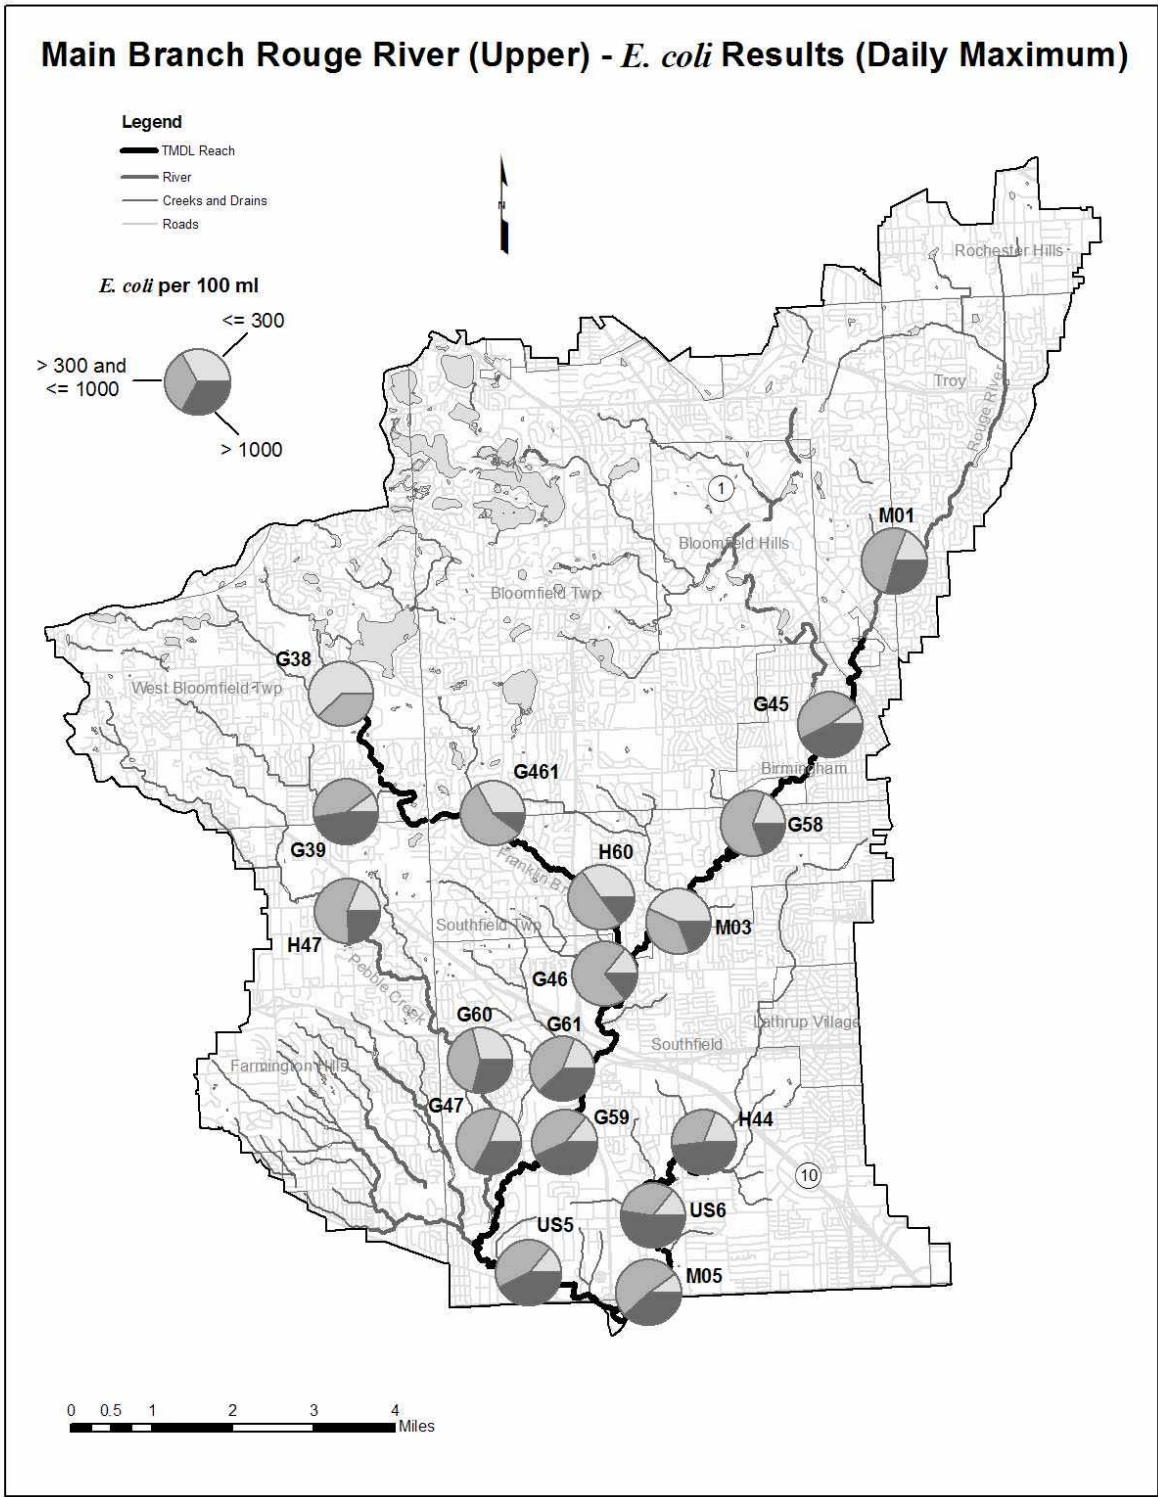 Main Branch Rouge River (Upper) - E. coli Results (Daily Maximum)
Legend
TMDL Reach
River
Creeks and Drains
Roads
N
E. coli per 100 ml
<= 300
> 300 and
<= 1000
> 1000
Rochester Hills
Troy
Rouge River
1
M01
Bloomfield Hills
Bloomfield Twp
G38
West Bloomfield Twp
G45
Birmingham
G461
G58
G39
H60
Franklin Br
Southfield Twp
M03
H47
G46
Pebble Creek
G60
G61
Lathrup Village
Southfield
Farmington Hills
G47
G59
H44
10
US6
US5
M05
0 0.5 1 2 3 4
Miles